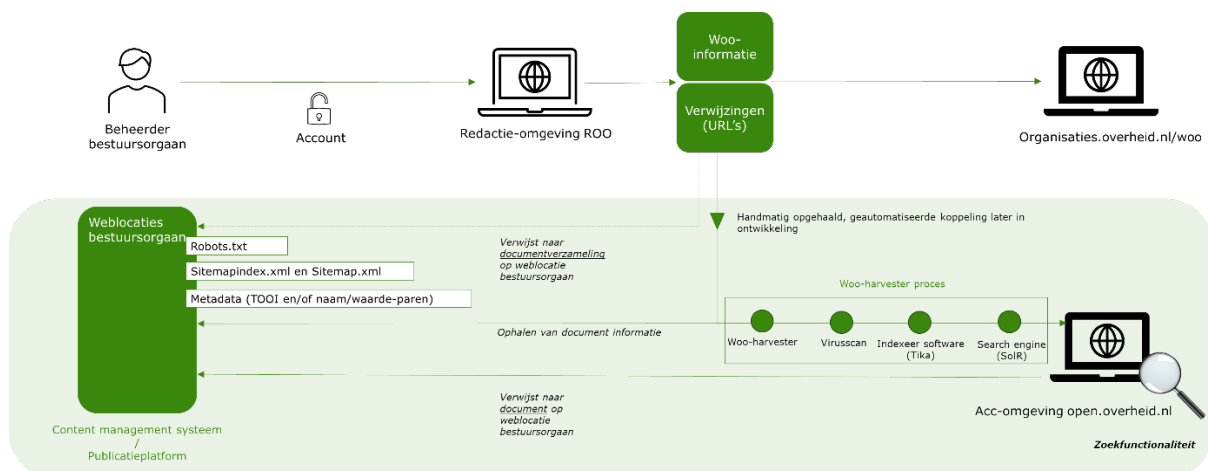 Woo-
informatie
Verwijzingen
(URL's)
Beheerder
bestuursorgaan
Account
Redactie-omgeving ROO
Organisaties.overheid.nl/woo
Weblocaties
bestuursorgaan
Robots.txt
Sitemapindex.xml en Sitemap.xml
Metadata (TOOI en/of naam/waarde-paren)
Handmatig opgehaald, geautomatiseerde koppeling later in
ontwikkeling
Verwijst naar
documentverzameling
op weblocatie
bestuursorgaan
Woo-harvester proces
Ophalen van document informatie
Woo-harvester
Virusscan
Indexeer software
(Tika)
Search engine
(SolR)
Verwijst naar
document op
weblocatie
bestuursorgaan
Acc-omgeving open.overheid.nl
Content management systeem
/
Publicatieplatform
Zoekfunctionaliteit